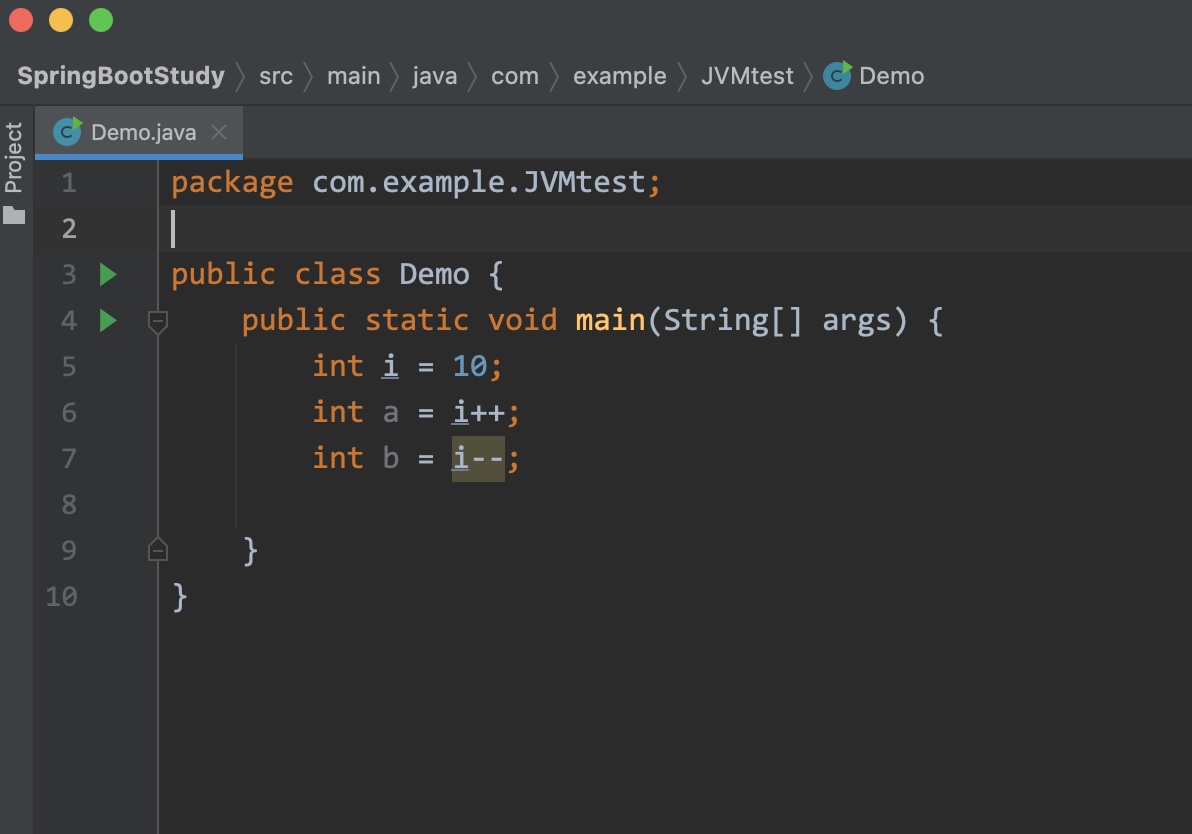 SpringBootStudy src main java com example JVMtest C Demo
Project
C Demo.java
1 package com.example.JVMtest;
2
3 public class Demo {
4     public static void main(String[] args) {
5         int i = 10;
6         int a = i++;
7         int b = i--;
8
9     }
10 }